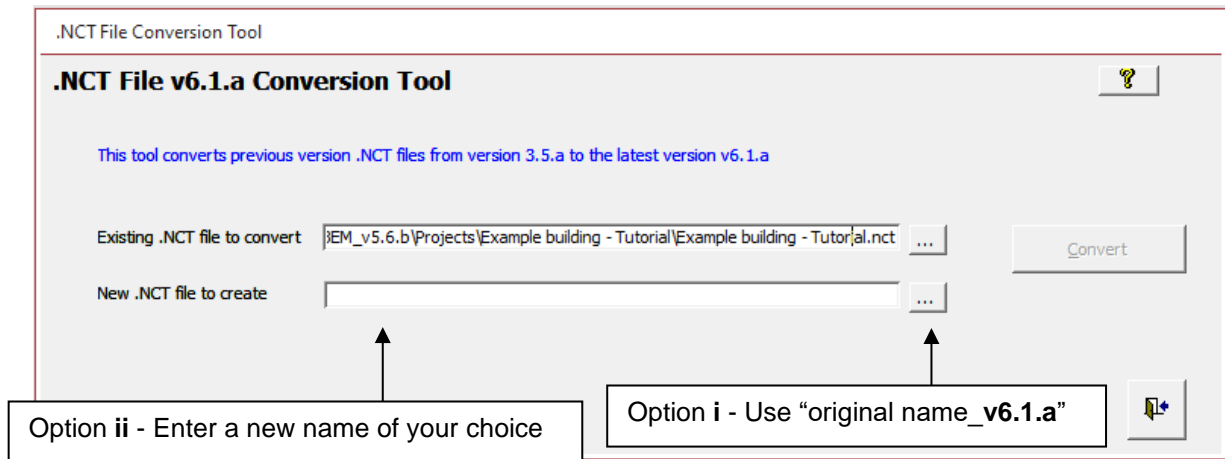 .NCT File Conversion Tool
.NCT File v6.1.a Conversion Tool
?
This tool converts previous version .NCT files from version 3.5.a to the latest version v6.1.a
Existing .NCT file to convert BEM_v5.6.b\Projects\Example building - Tutorial\Example building - Tutorial.nct ... Convert
New .NCT file to create ...
Option ii - Enter a new name of your choice
Option i - Use “original name_v6.1.a”